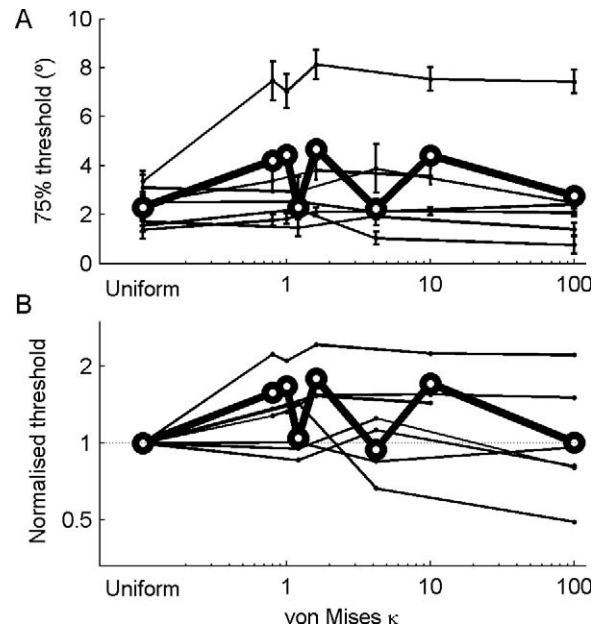 A
75% threshold (º)
10
8
6
4
2
0
Uniform
1
10
100
B
Normalised threshold
2
1
0.5
Uniform
1
10
100
von Mises κ